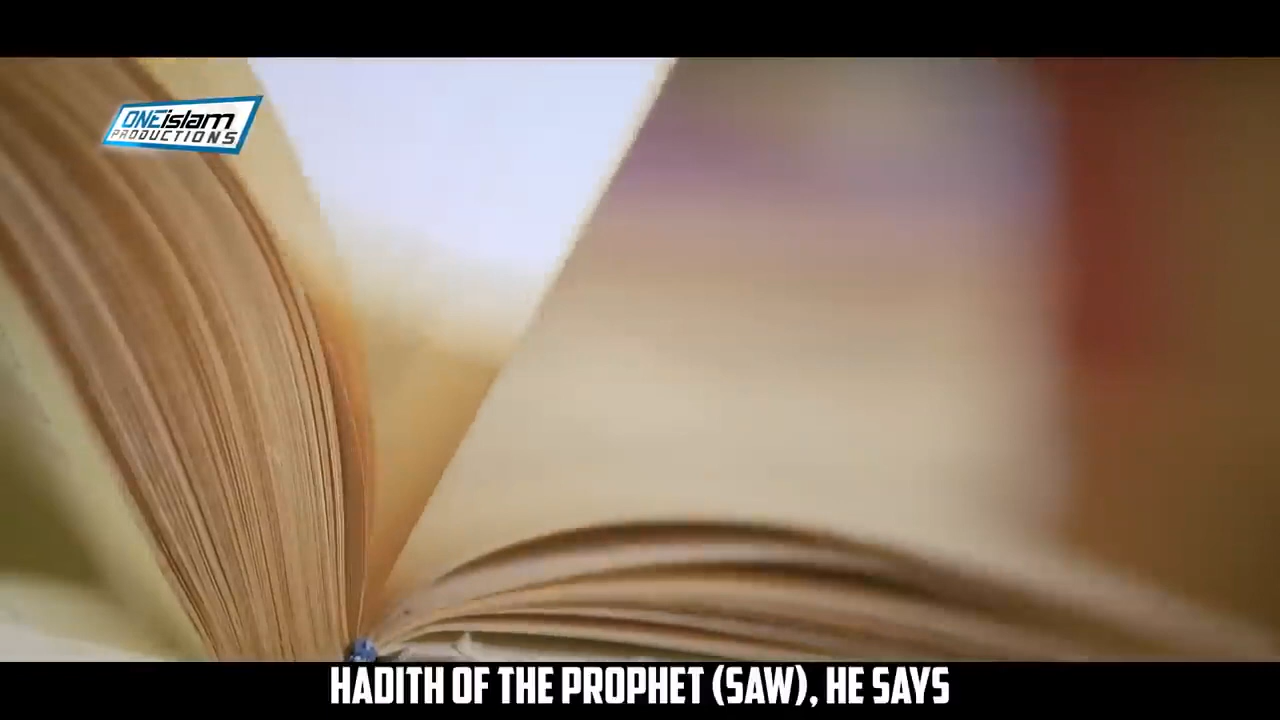 ONEislam
PRODUCTIONS
HADITH OF THE PROPHET (SAW), HE SAYS